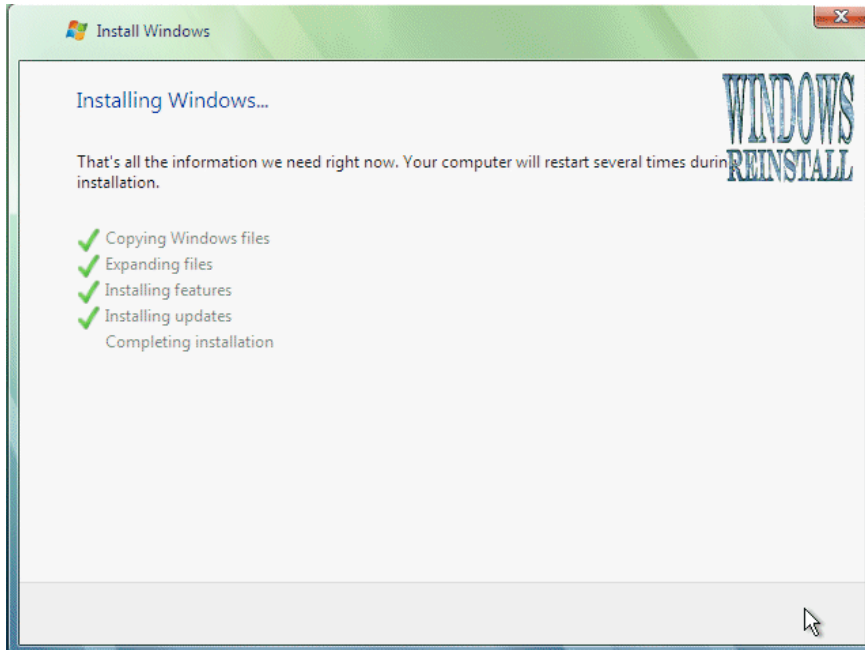 Install Windows
Installing Windows...
WINDOWS
REINSTALL
That's all the information we need right now. Your computer will restart several times during
installation.
Copying Windows files
Expanding files
Installing features
Installing updates
Completing installation